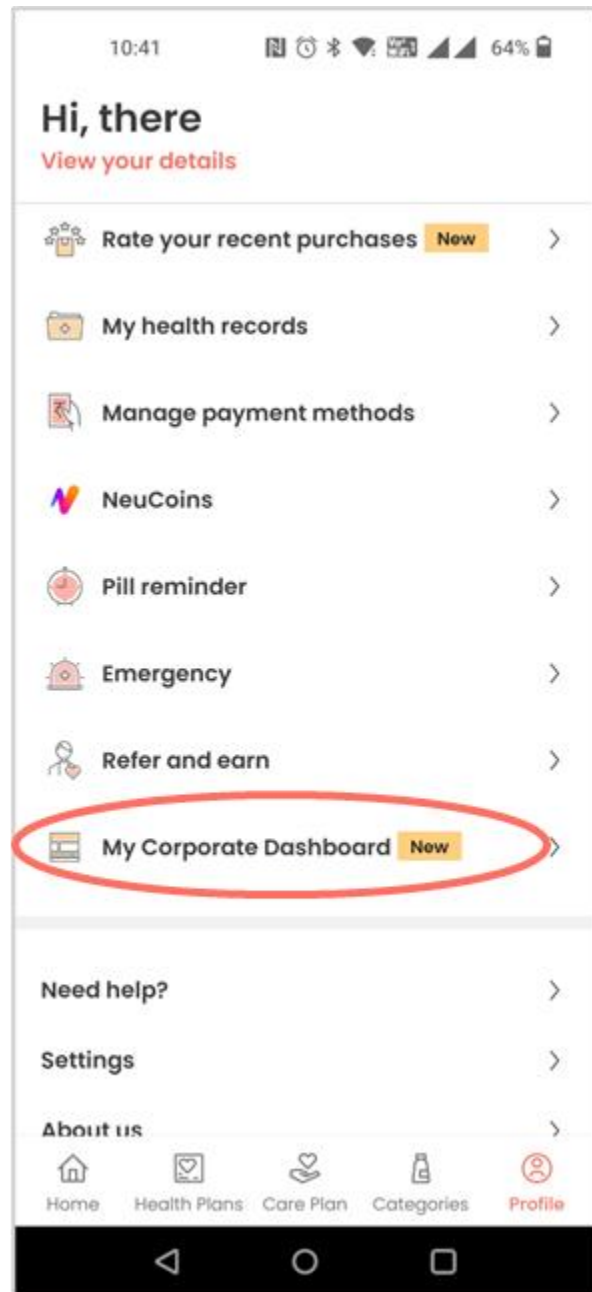 10:41 64%
Hi, there
View your details
Rate your recent purchases New
My health records
Manage payment methods
NeuCoins
Pill reminder
Emergency
Refer and earn
My Corporate Dashboard New
Need help?
Settings
About us
Home Health Plans Care Plan Categories Profile